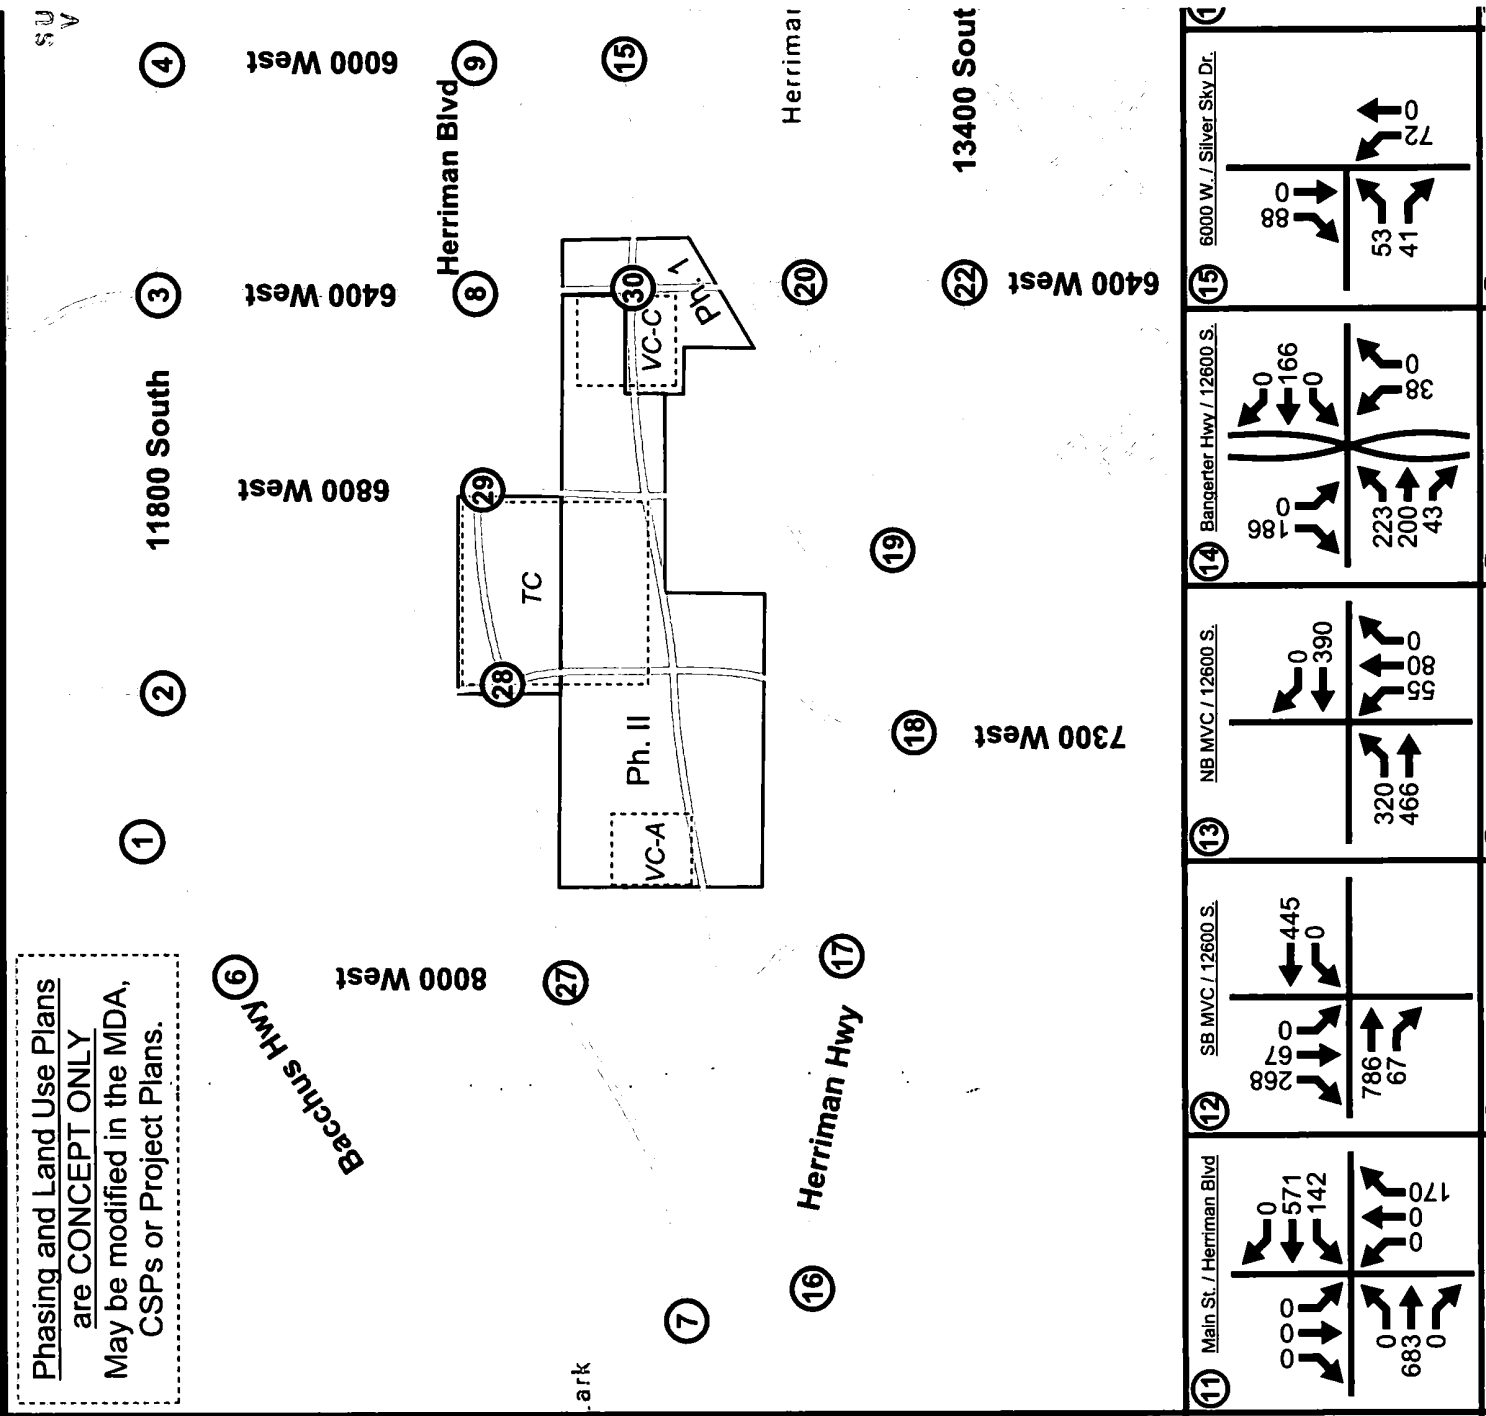 Phasing and Land Use Plans
are CONCEPT ONLY
May be modified in the MDA,
CSPs or Project Plans.
1
2
3
4
6
7
8
9
15
16
17
18
19
20
22
27
28
29
30
11800 South
13400 Sout
6000 West
6400 West
6800 West
8000 West
7300 West
6400 West
Herriman Blvd
Bacchus Hwy
Herriman Hwy
Herrimar
ark
TC
Ph. II
VC-A
VC-C
Ph. 1
11
Main St. / Herriman Blvd
0
0
0
0
571
142
0
683
0
0
0
170
12
SB MVC / 12600 S.
268
67
0
445
0
786
67
13
NB MVC / 12600 S.
0
390
320
466
55
80
0
14
Bangerter Hwy / 12600 S.
186
0
0
166
0
223
200
43
38
0
15
6000 W. / Silver Sky Dr.
88
0
53
41
72
0